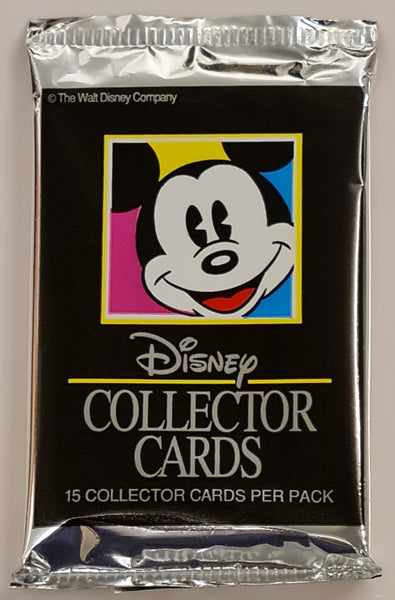 © The Walt Disney Company
Disney
COLLECTOR
CARDS
15 COLLECTOR CARDS PER PACK